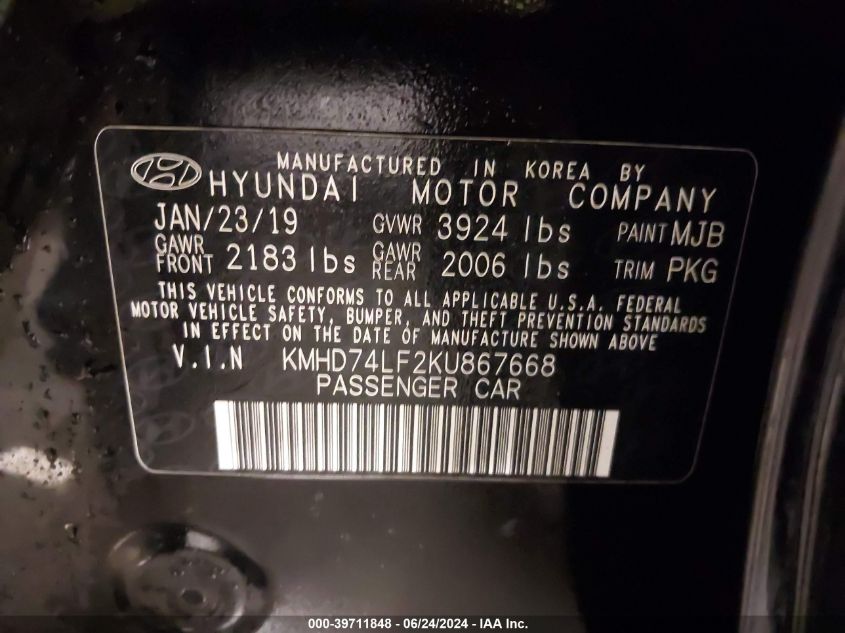 MANUFACTURED IN KOREA BY
HYUNDAI MOTOR COMPANY
JAN/23/19 GVWR 3924 lbs PAINT MJB
GAWR FRONT 2183 lbs GAWR REAR 2006 lbs TRIM PKG
THIS VEHICLE CONFORMS TO ALL APPLICABLE U.S.A. FEDERAL
MOTOR VEHICLE SAFETY, BUMPER, AND THEFT PREVENTION STANDARDS
IN EFFECT ON THE DATE OF MANUFACTURE SHOWN ABOVE
V.I.N KMHD74LF2KU867668
PASSENGER CAR
000-39711848 - 06/24/2024 - IAA Inc.